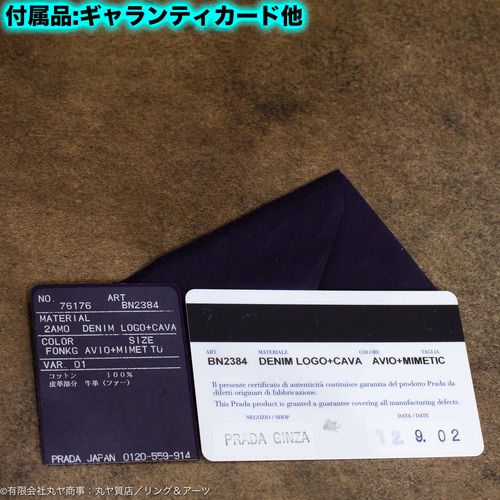 付属品:ギャランティカード他
NO. ART
76176 BN2384
MATERIAL
2AMO DENIM LOGO+CAVA
COLOR SIZE
FONKG AVIO+MIMET TU
VAR. 01
コットン 100%
皮革部分 牛革(ファー)
PRADA JAPAN 0120-559-914
ART. MATERIALE COLORE TAGLIA
BN2384 DENIM LOGO+CAVA AVIO+MIMETIC
Il presente certificato di autenticità costituisce garanzia del prodotto Prada da
difetti originari di fabbricazione.
This Prada product is granted a guarantee covering all manufacturing defects.
NEGOZIO / SHOP DATA / DATE
PRADA GINZA 12 9. 02
©有限会社丸ヤ商事:丸ヤ質店/リング&アーツ